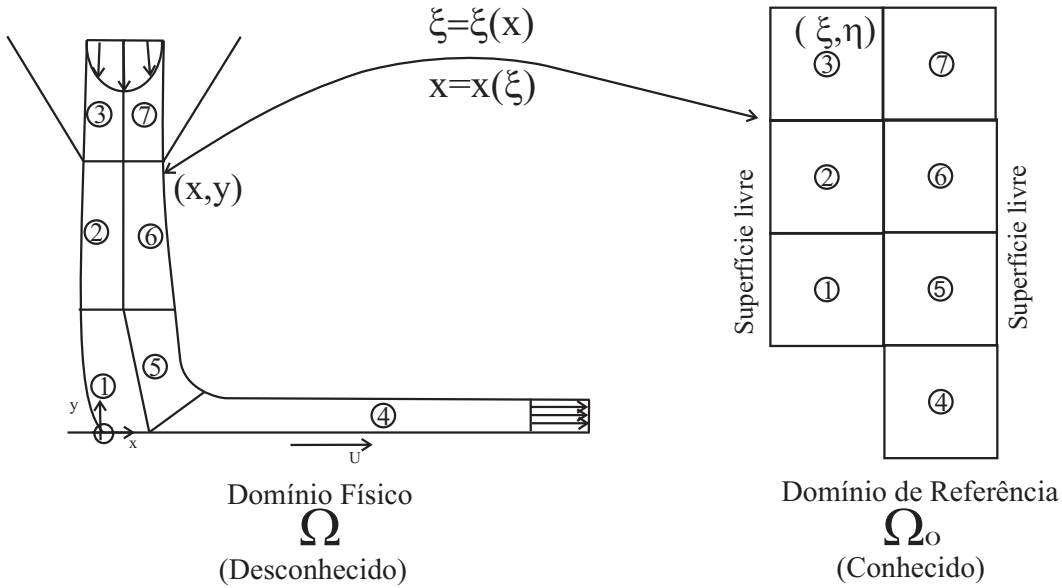 ξ=ξ(x)
x=x(ξ)
(x,y)
3
7
2
6
1
5
4
y
x
U
Domínio Físico
Ω
(Desconhecido)
(ξ,η)
3
7
2
6
1
5
4
Superfície livre
Superfície livre
Domínio de Referência
Ωo
(Conhecido)